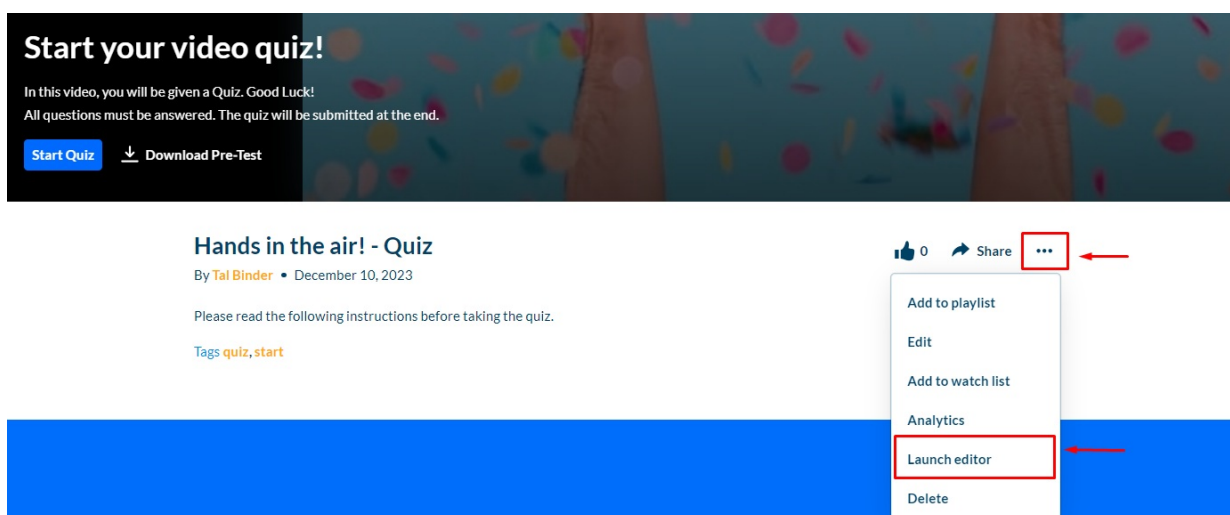 Start your video quiz!
In this video, you will be given a Quiz. Good Luck!
All questions must be answered. The quiz will be submitted at the end.
Start Quiz Download Pre-Test
Hands in the air! - Quiz
0 Share
By Tal Binder • December 10, 2023
Please read the following instructions before taking the quiz.
Tags quiz, start
Add to playlist
Edit
Add to watch list
Analytics
Launch editor
Delete